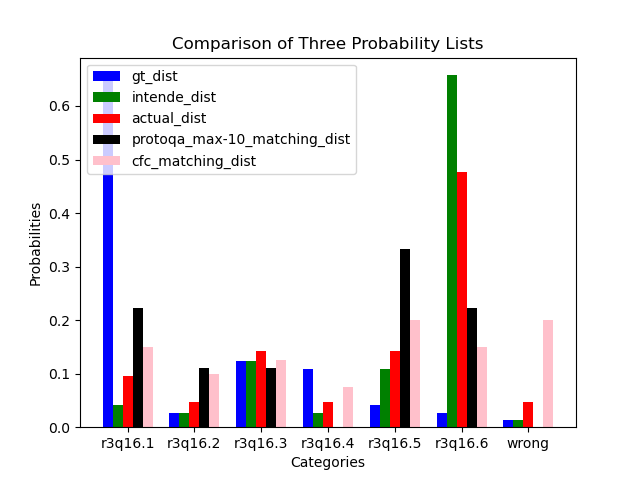 Comparison of Three Probability Lists
gt_dist
intende_dist
actual_dist
protoqa_max-10_matching_dist
cfc_matching_dist
Probabilities
0.6
0.5
0.4
0.3
0.2
0.1
0.0
r3q16.1 r3q16.2 r3q16.3 r3q16.4 r3q16.5 r3q16.6 wrong
Categories